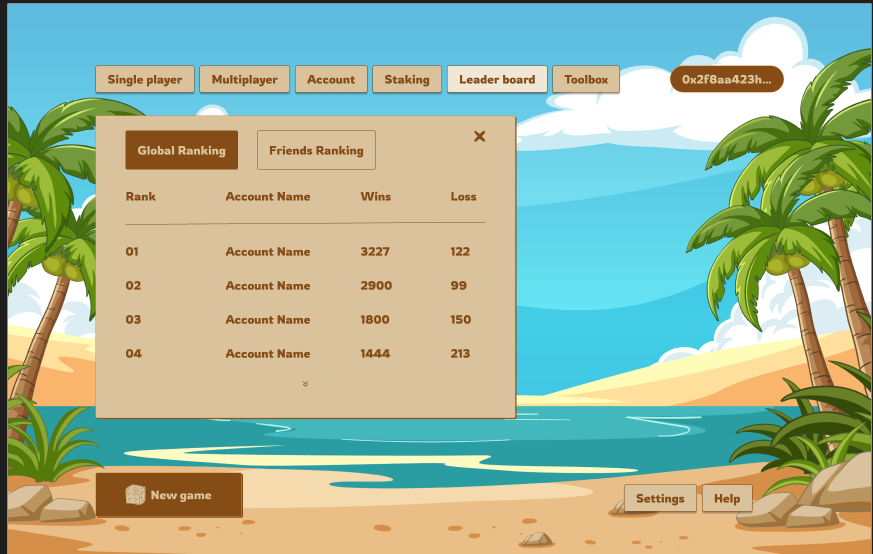 Single player Multiplayer Account Staking Leader board Toolbox 0x2f8aa423h...
Global Ranking Friends Ranking
Rank Account Name Wins Loss
01 Account Name 3227 122
02 Account Name 2900 99
03 Account Name 1800 150
04 Account Name 1444 213
New game
Settings Help